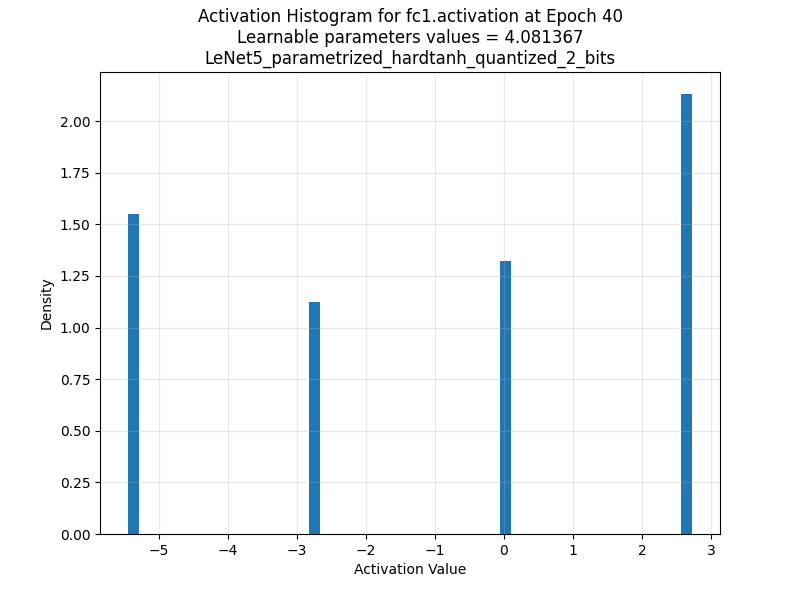 Activation Histogram for fc1.activation at Epoch 40
Learnable parameters values = 4.081367
LeNet5_parametrized_hardtanh_quantized_2_bits
2.00
1.75
1.50
1.25
1.00
0.75
0.50
0.25
0.00
Density
−5 −4 −3 −2 −1 0 1 2 3
Activation Value